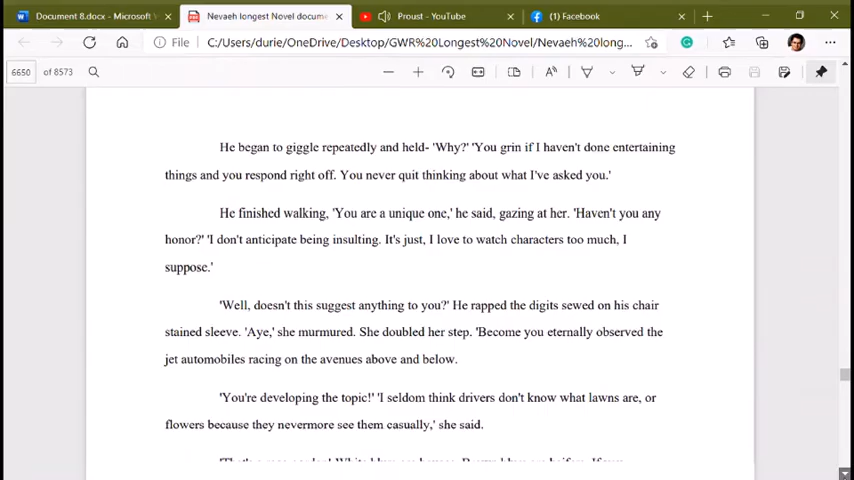 Document 8.docx - Microsoft V
Nevaeh longest Novel docume
Proust - YouTube
(1) Facebook
File
C:/Users/durie/OneDrive/Desktop/GWR%20Longest%20Novel/Nevaeh%20long...
6650 of 8573
He began to giggle repeatedly and held- 'Why?' 'You grin if I haven't done entertaining
things and you respond right off. You never quit thinking about what I've asked you.'
He finished walking, 'You are a unique one,' he said, gazing at her. 'Haven't you any
honor?' 'I don't anticipate being insulting. It's just, I love to watch characters too much, I
suppose.'
'Well, doesn't this suggest anything to you?' He rapped the digits sewed on his chair
stained sleeve. 'Aye,' she murmured. She doubled her step. 'Become you eternally observed the
jet automobiles racing on the avenues above and below.
'You're developing the topic!' 'I seldom think drivers don't know what lawns are, or
flowers because they nevermore see them casually,' she said.